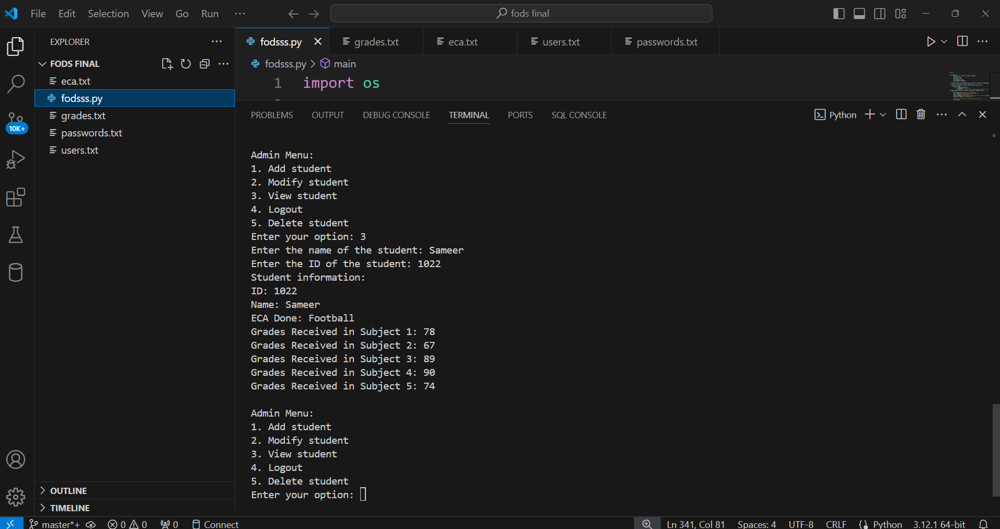 File Edit Selection View Go Run ···
fods final
EXPLORER
FODS FINAL
eca.txt
fodsss.py
grades.txt
passwords.txt
users.txt
10K+
OUTLINE
TIMELINE
fodsss.py grades.txt eca.txt users.txt passwords.txt
fodsss.py > main
1 import os
PROBLEMS OUTPUT DEBUG CONSOLE TERMINAL PORTS SQL CONSOLE
Python
Admin Menu:
1. Add student
2. Modify student
3. View student
4. Logout
5. Delete student
Enter your option: 3
Enter the name of the student: Sameer
Enter the ID of the student: 1022
Student information:
ID: 1022
Name: Sameer
ECA Done: Football
Grades Received in Subject 1: 78
Grades Received in Subject 2: 67
Grades Received in Subject 3: 89
Grades Received in Subject 4: 90
Grades Received in Subject 5: 74
Admin Menu:
1. Add student
2. Modify student
3. View student
4. Logout
5. Delete student
Enter your option:
master*+ 0 0 0 Connect Ln 341, Col 81 Spaces: 4 UTF-8 CRLF Python 3.12.1 64-bit